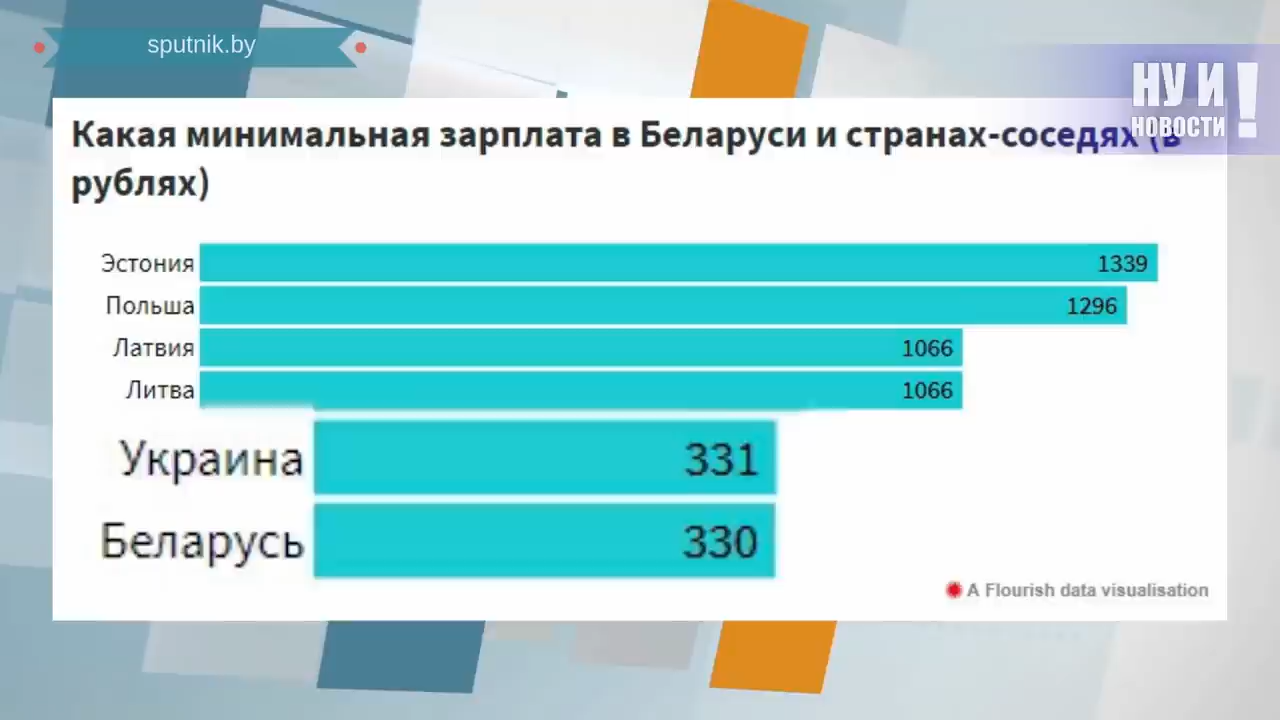 sputnik.by
НУ И !
НОВОСТИ
Какая минимальная зарплата в Беларуси и странах-соседях (в
рублях)
Эстония 1339
Польша 1296
Латвия 1066
Литва 1066
Украина 331
Беларусь 330
A Flourish data visualisation